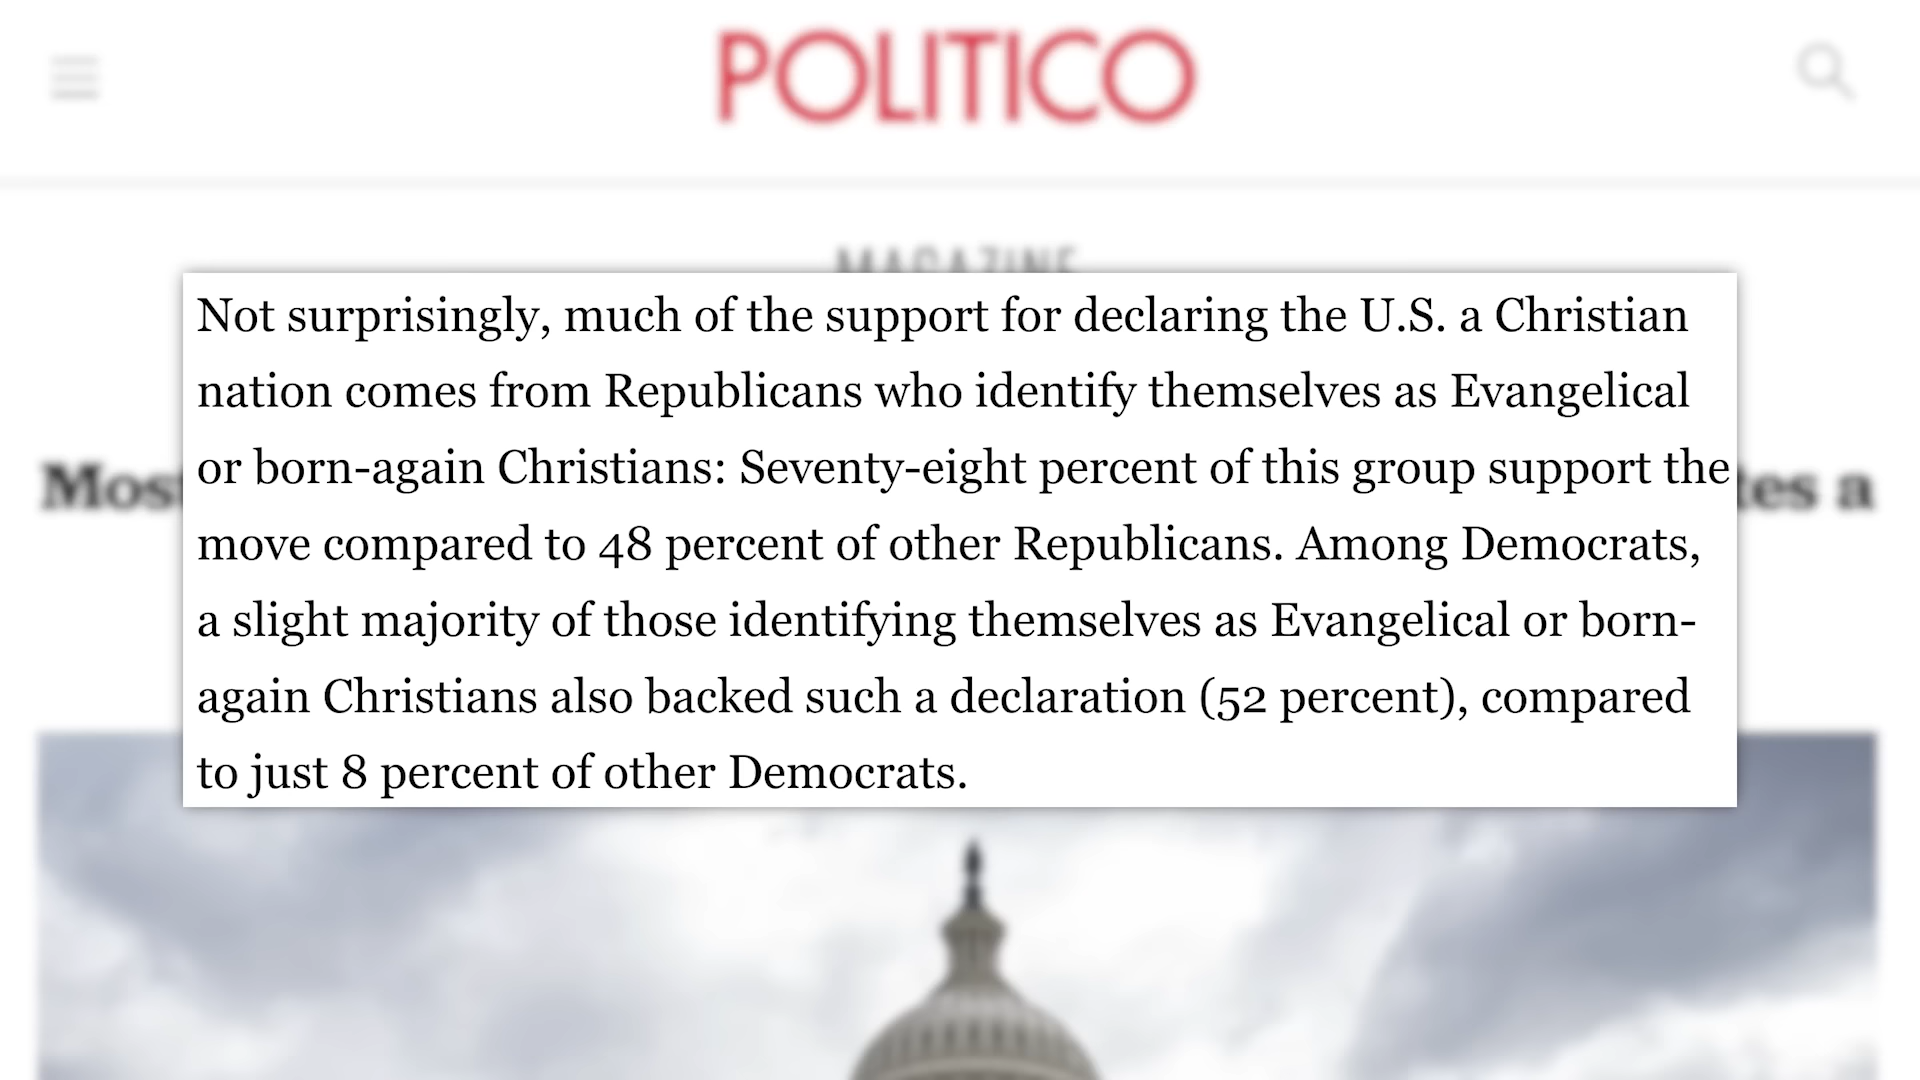 POLITICO
MAGAZINE
Not surprisingly, much of the support for declaring the U.S. a Christian
nation comes from Republicans who identify themselves as Evangelical
or born-again Christians: Seventy-eight percent of this group support the
move compared to 48 percent of other Republicans. Among Democrats,
a slight majority of those identifying themselves as Evangelical or born-
again Christians also backed such a declaration (52 percent), compared
to just 8 percent of other Democrats.